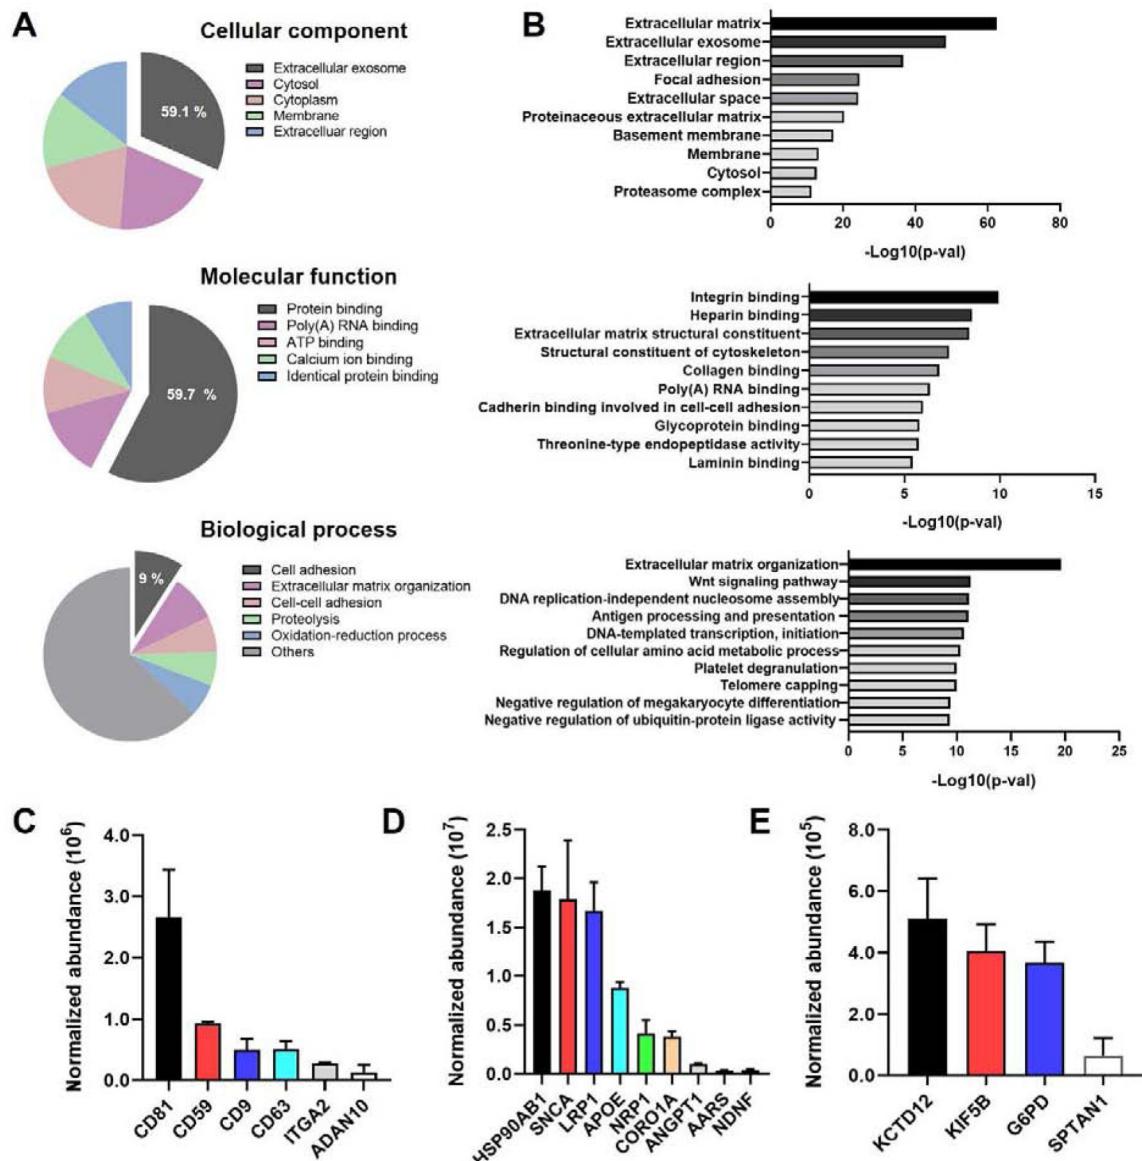 A
Cellular component
59.1 %
Extracellular exosome
Cytosol
Cytoplasm
Membrane
Extracelluar region
Molecular function
59.7 %
Protein binding
Poly(A) RNA binding
ATP binding
Calcium ion binding
Identical protein binding
Biological process
9 %
Cell adhesion
Extracellular matrix organization
Cell-cell adhesion
Proteolysis
Oxidation-reduction process
Others
B
Extracellular matrix
Extracellular exosome
Extracellular region
Focal adhesion
Extracellular space
Proteinaceous extracellular matrix
Basement membrane
Membrane
Cytosol
Proteasome complex
0 20 40 60 80
-Log10(p-val)
Integrin binding
Heparin binding
Extracellular matrix structural constituent
Structural constituent of cytoskeleton
Collagen binding
Poly(A) RNA binding
Cadherin binding involved in cell-cell adhesion
Glycoprotein binding
Threonine-type endopeptidase activity
Laminin binding
0 5 10 15
-Log10(p-val)
Extracellular matrix organization
Wnt signaling pathway
DNA replication-independent nucleosome assembly
Antigen processing and presentation
DNA-templated transcription, initiation
Regulation of cellular amino acid metabolic process
Platelet degranulation
Telomere capping
Negative regulation of megakaryocyte differentiation
Negative regulation of ubiquitin-protein ligase activity
0 5 10 15 20 25
-Log10(p-val)
C
Normalized abundance (10⁶)
4.0
3.0
2.0
1.0
0.0
CD81
CD59
CD9
CD63
ITGA2
ADAN10
D
Normalized abundance (10⁷)
2.5
2.0
1.5
1.0
0.5
0.0
HSP90AB1
SNCA
LRP1
APOE
NRP1
CORO1A
ANGPT1
AARS
NDNF
E
Normalized abundance (10⁵)
8.0
6.0
4.0
2.0
0.0
KCTD12
KIF5B
G6PD
SPTAN1